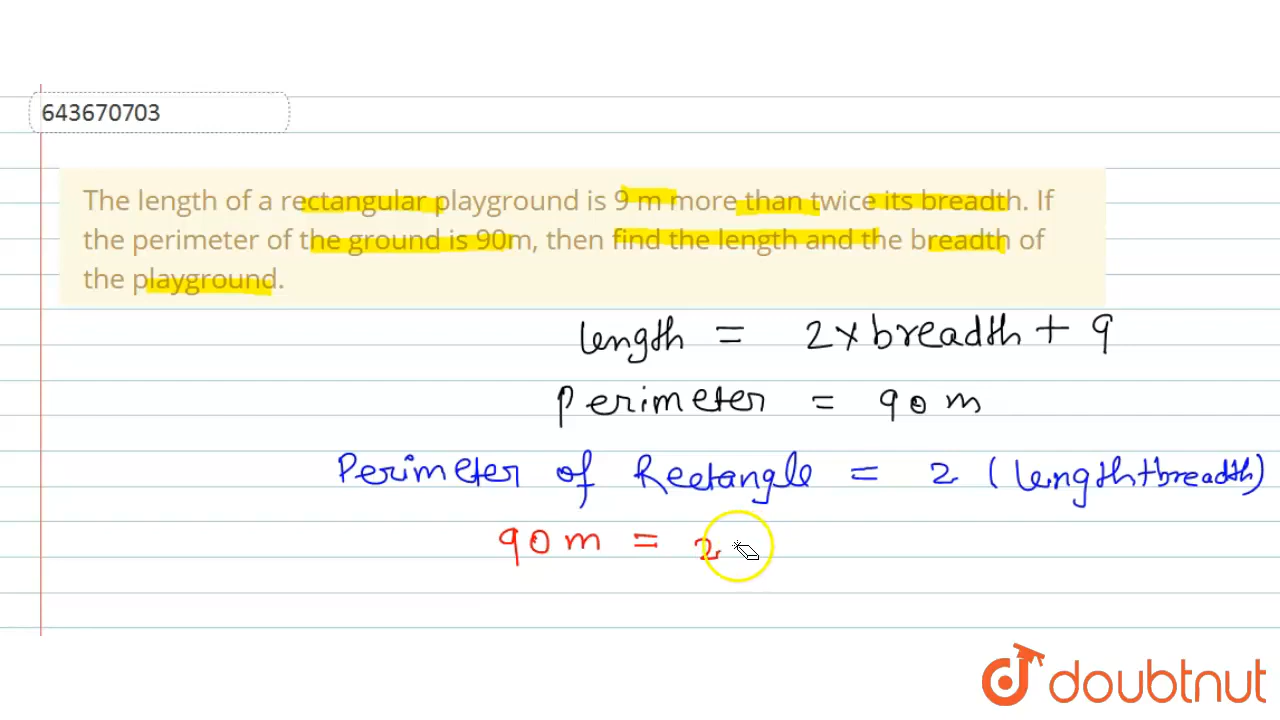 643670703
The length of a rectangular playground is 9 m more than twice its breadth. If
the perimeter of the ground is 90m, then find the length and the breadth of
the playground.
length = 2 x breadth + 9
Perimeter = 90 m
Perimeter of Rectangle = 2 (length+breadth)
90 m = 2
doubtnut